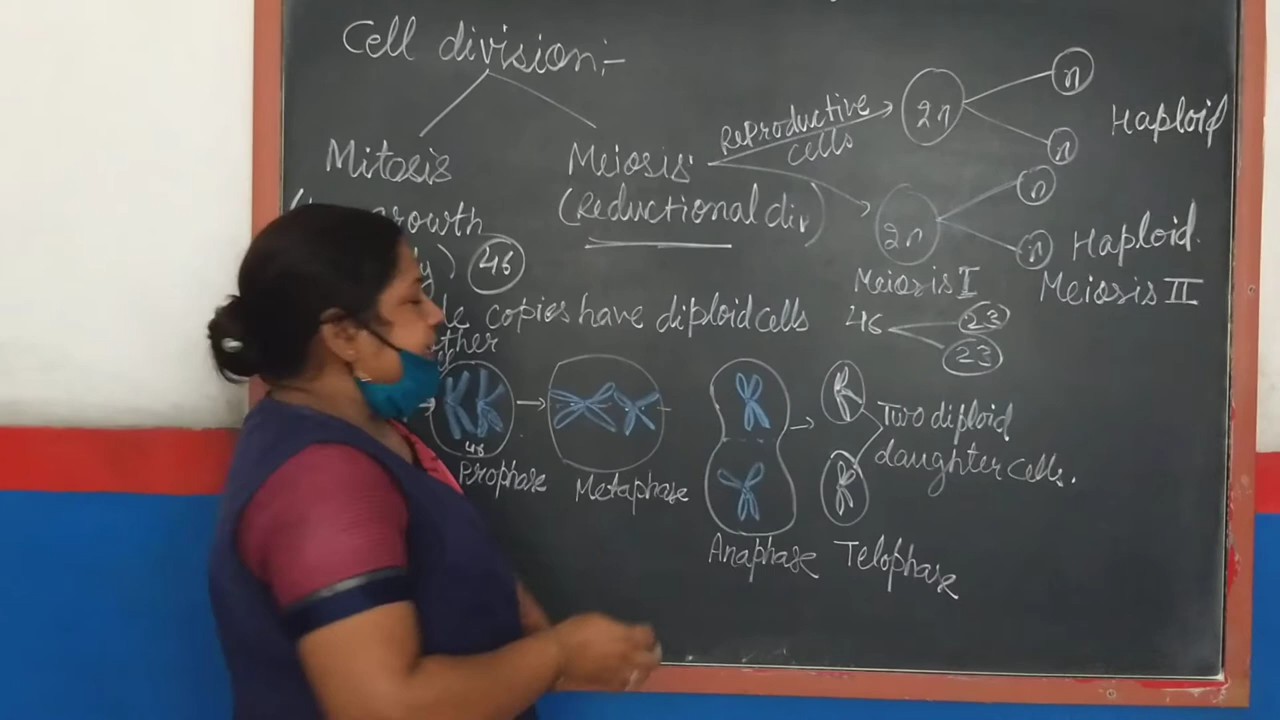 Cell division:-
Mitosis
Meiosis
(Reductional div)
Reproductive
cells
2n
n
n
Haploid
2n
n
n
Haploid.
Meiosis I
Meiosis II
46
23
23
growth
) 46
copies have diploid cells
46
Prophase
Metaphase
Anaphase
Telophase
Two diploid
daughter cells.